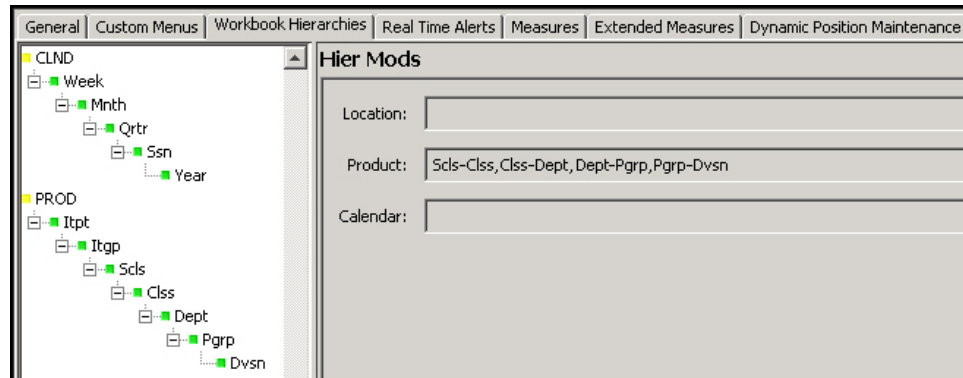 General Custom Menus Workbook Hierarchies Real Time Alerts Measures Extended Measures Dynamic Position Maintenance
CLND
Week
Mnth
Qrtr
Ssn
Year
PROD
Itpt
Itgp
Scls
Clss
Dept
Pgrp
Dvsn
Hier Mods
Location:
Product: Scls-Clss,Clss-Dept,Dept-Pgrp,Pgrp-Dvsn
Calendar: